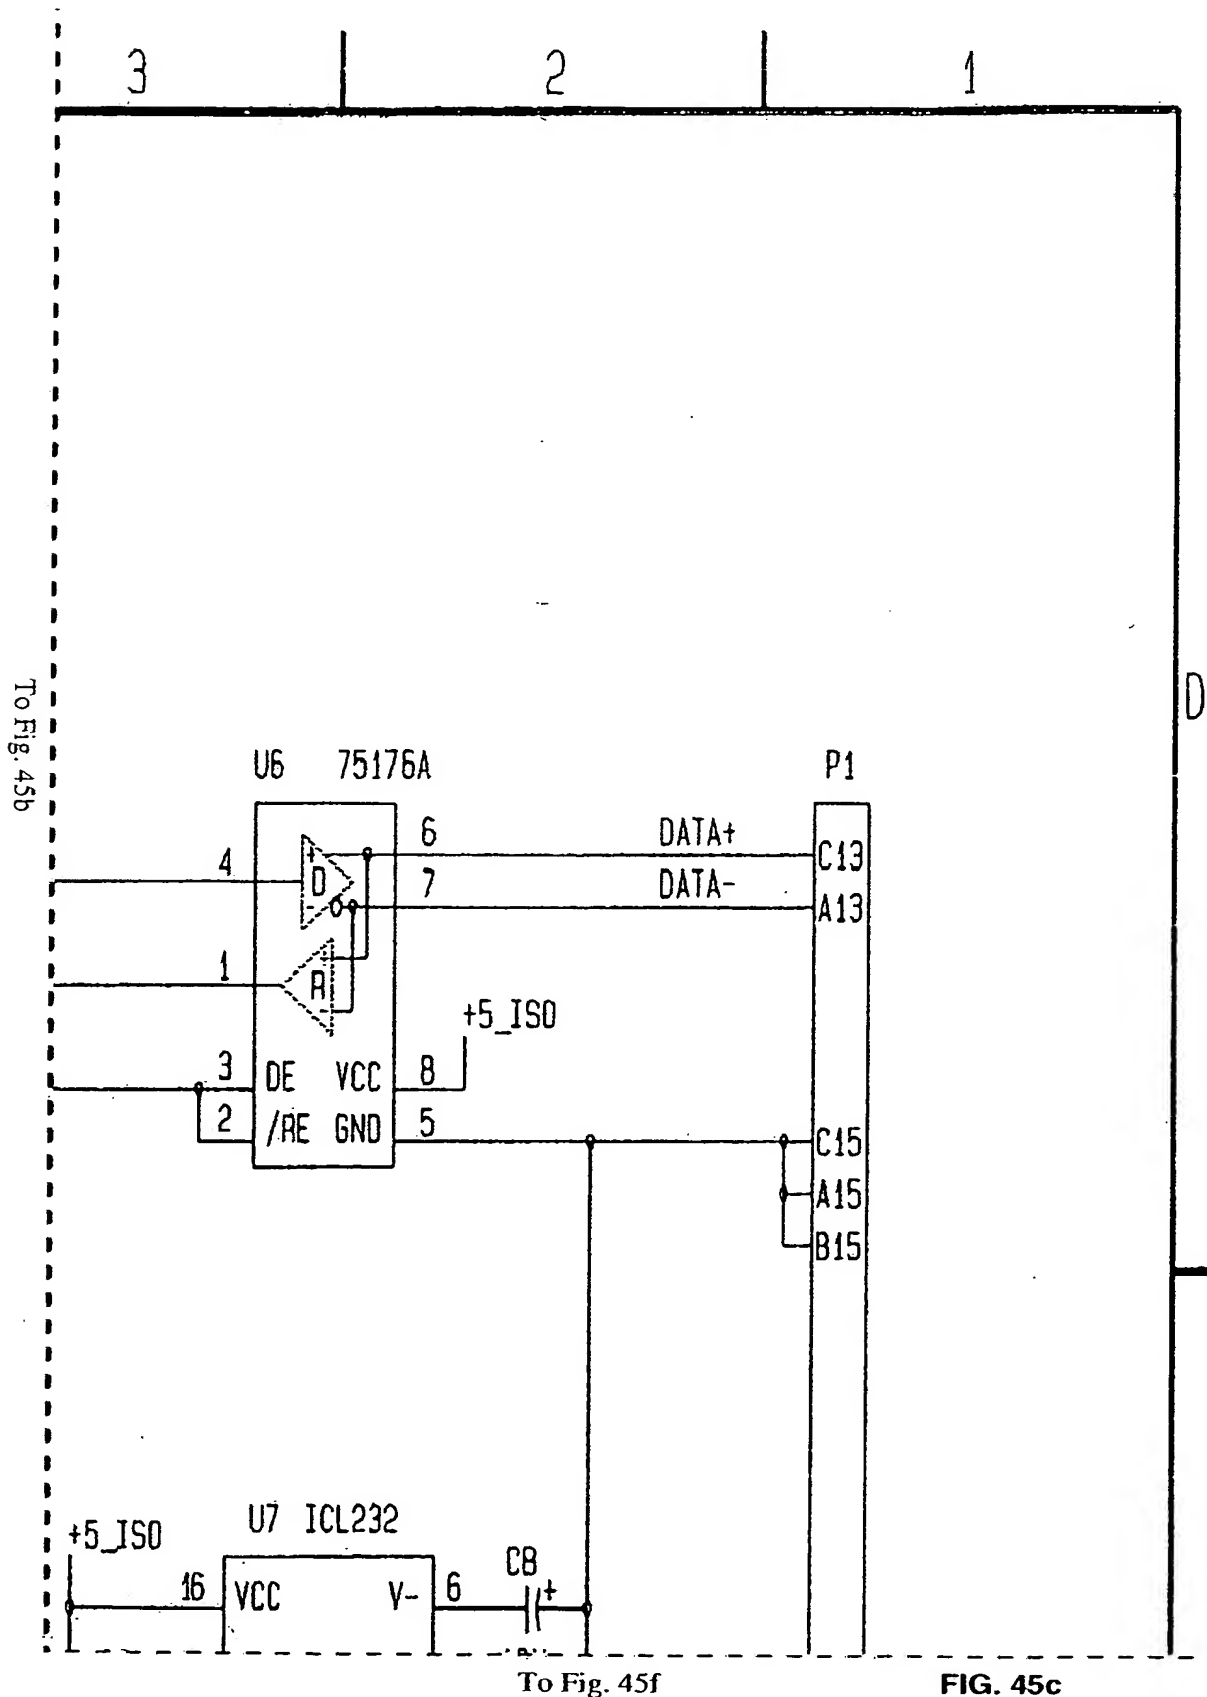 3 2 1
D
To Fig. 45b
U6 75176A P1
6 DATA+ C13
4 + D
7 DATA- A13
-
1 R
+
-
+5_ISO
3 DE VCC 8
2 /RE GND 5 C15
A15
B15
U7 ICL232
+5_ISO
C8
16 VCC V- 6 +
To Fig. 45f FIG. 45c